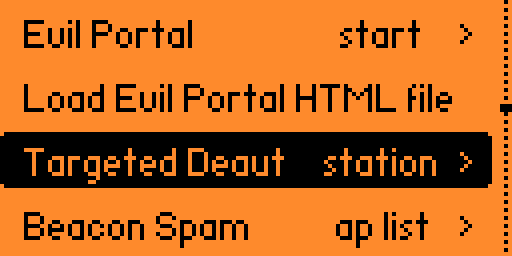 Evil Portal start >
Load Evil Portal HTML file
Targeted Deaut station >
Beacon Spam ap list >